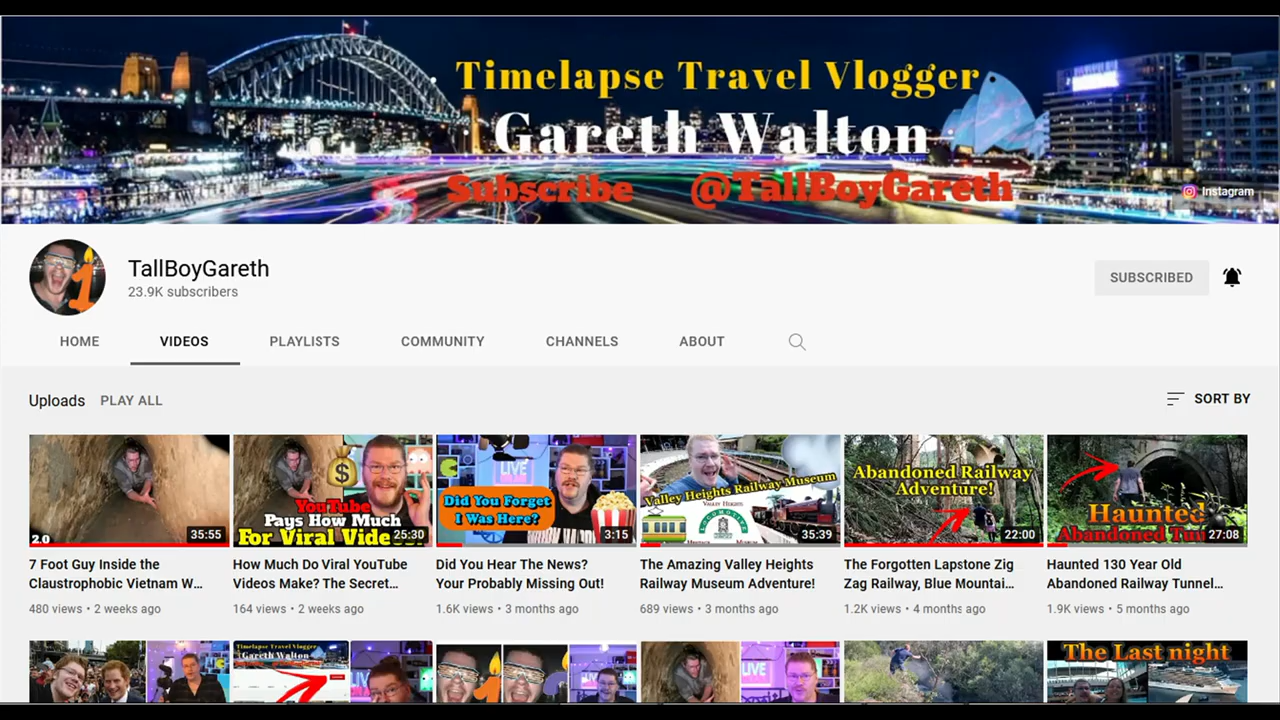 Timelapse Travel Vlogger
Gareth Walton
Subscribe @TallBoyGareth
Instagram
TallBoyGareth
23.9K subscribers
SUBSCRIBED
HOME VIDEOS PLAYLISTS COMMUNITY CHANNELS ABOUT
Uploads PLAY ALL
SORT BY
2.0
35:55
YouTube
Pays How Much
For Viral Videos?
25:30
LIVE
Did You Forget
I Was Here?
3:15
Valley Heights Railway Museum
VALLEY HEIGHTS
35:39
Abandoned Railway
Adventure!
22:00
Haunted
Abandoned Tun
27:08
7 Foot Guy Inside the
Claustrophobic Vietnam W...
480 views • 2 weeks ago
How Much Do Viral YouTube
Videos Make? The Secret...
164 views • 2 weeks ago
Did You Hear The News?
Your Probably Missing Out!
1.6K views • 3 months ago
The Amazing Valley Heights
Railway Museum Adventure!
689 views • 3 months ago
The Forgotten Lapstone Zig
Zag Railway, Blue Mountai...
1.2K views • 4 months ago
Haunted 130 Year Old
Abandoned Railway Tunnel...
1.9K views • 5 months ago
Timelapse Travel Vlogger
Gareth Walton
LIVE
The Last night